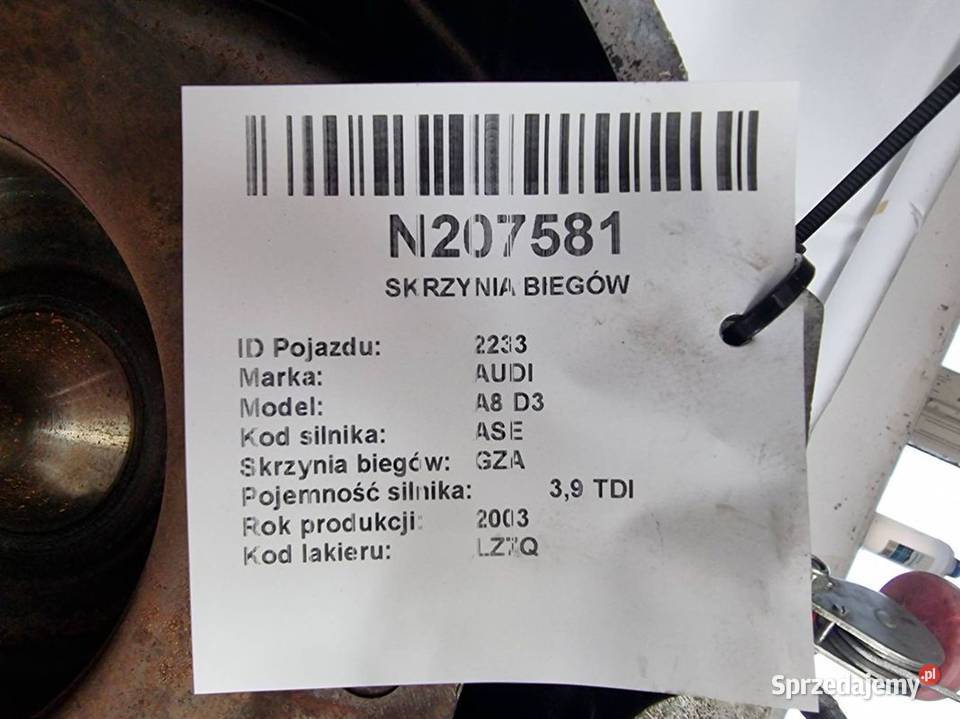 N207581
SKRZYNIA BIEGÓW
ID Pojazdu: 2233
Marka: AUDI
Model: A8 D3
Kod silnika: ASE
Skrzynia biegów: GZA
Pojemność silnika: 3,9 TDI
Rok produkcji: 2003
Kod lakieru: LZ7Q
Sprzedajemy.pl